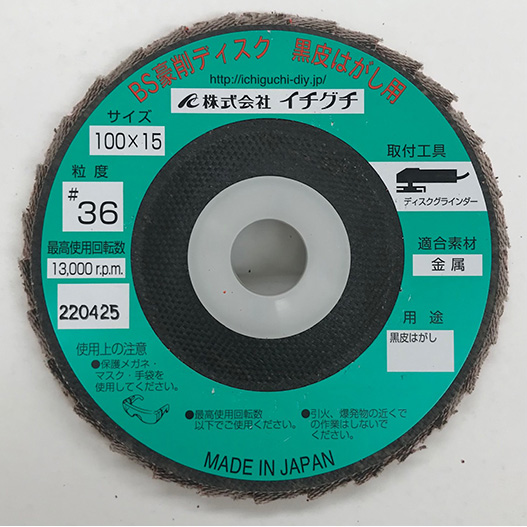 BS豪削ディスク 黒皮はがし用
http://ichiguchi-diy.jp/
株式会社 イチグチ
サイズ
100×15
粒度
#36
最高使用回転数
13,000 r.p.m.
220425
取付工具
ディスクグラインダー
適合素材
金属
用途
黒皮はがし
使用上の注意
●保護メガネ・
マスク・手袋を
使用してください。
●最高使用回転数
以下でご使用ください。
●引火、爆発物の近くで
の作業はしないで
ください。
MADE IN JAPAN